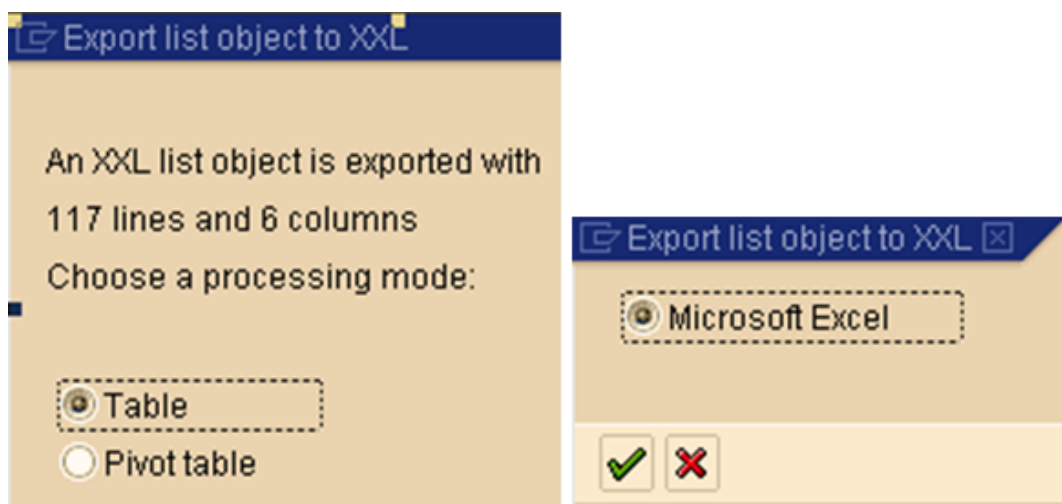 Export list object to XXL
An XXL list object is exported with
117 lines and 6 columns
Choose a processing mode:
Table
Pivot table
Export list object to XXL
Microsoft Excel